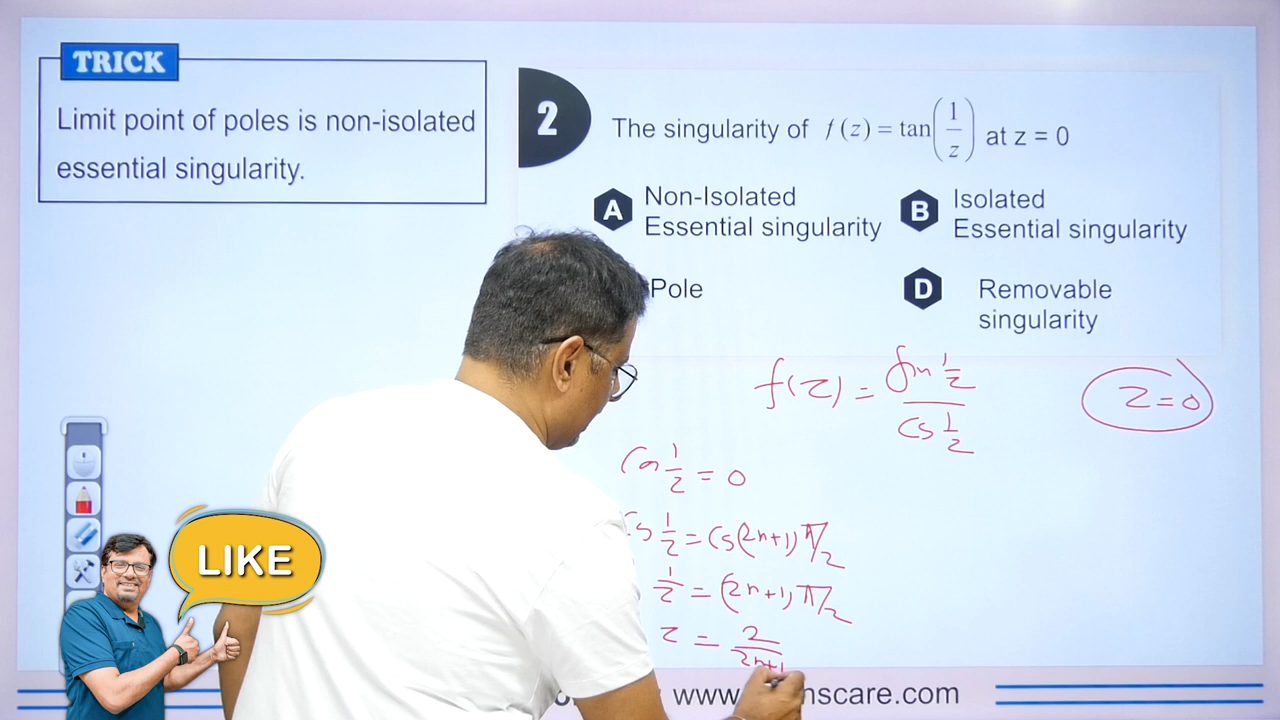 TRICK
Limit point of poles is non-isolated
essential singularity.
2
The singularity of f(z) = tan(1/z) at z = 0
A Non-Isolated
Essential singularity
B Isolated
Essential singularity
Pole
D Removable
singularity
f(z) = sin 1/z / cos 1/z
z=0
Cos 1/z = 0
Cos 1/z = Cos(2n+1)π/2
1/z = (2n+1)π/2
z = 2/2n+1
LIKE
www.
nscare.com